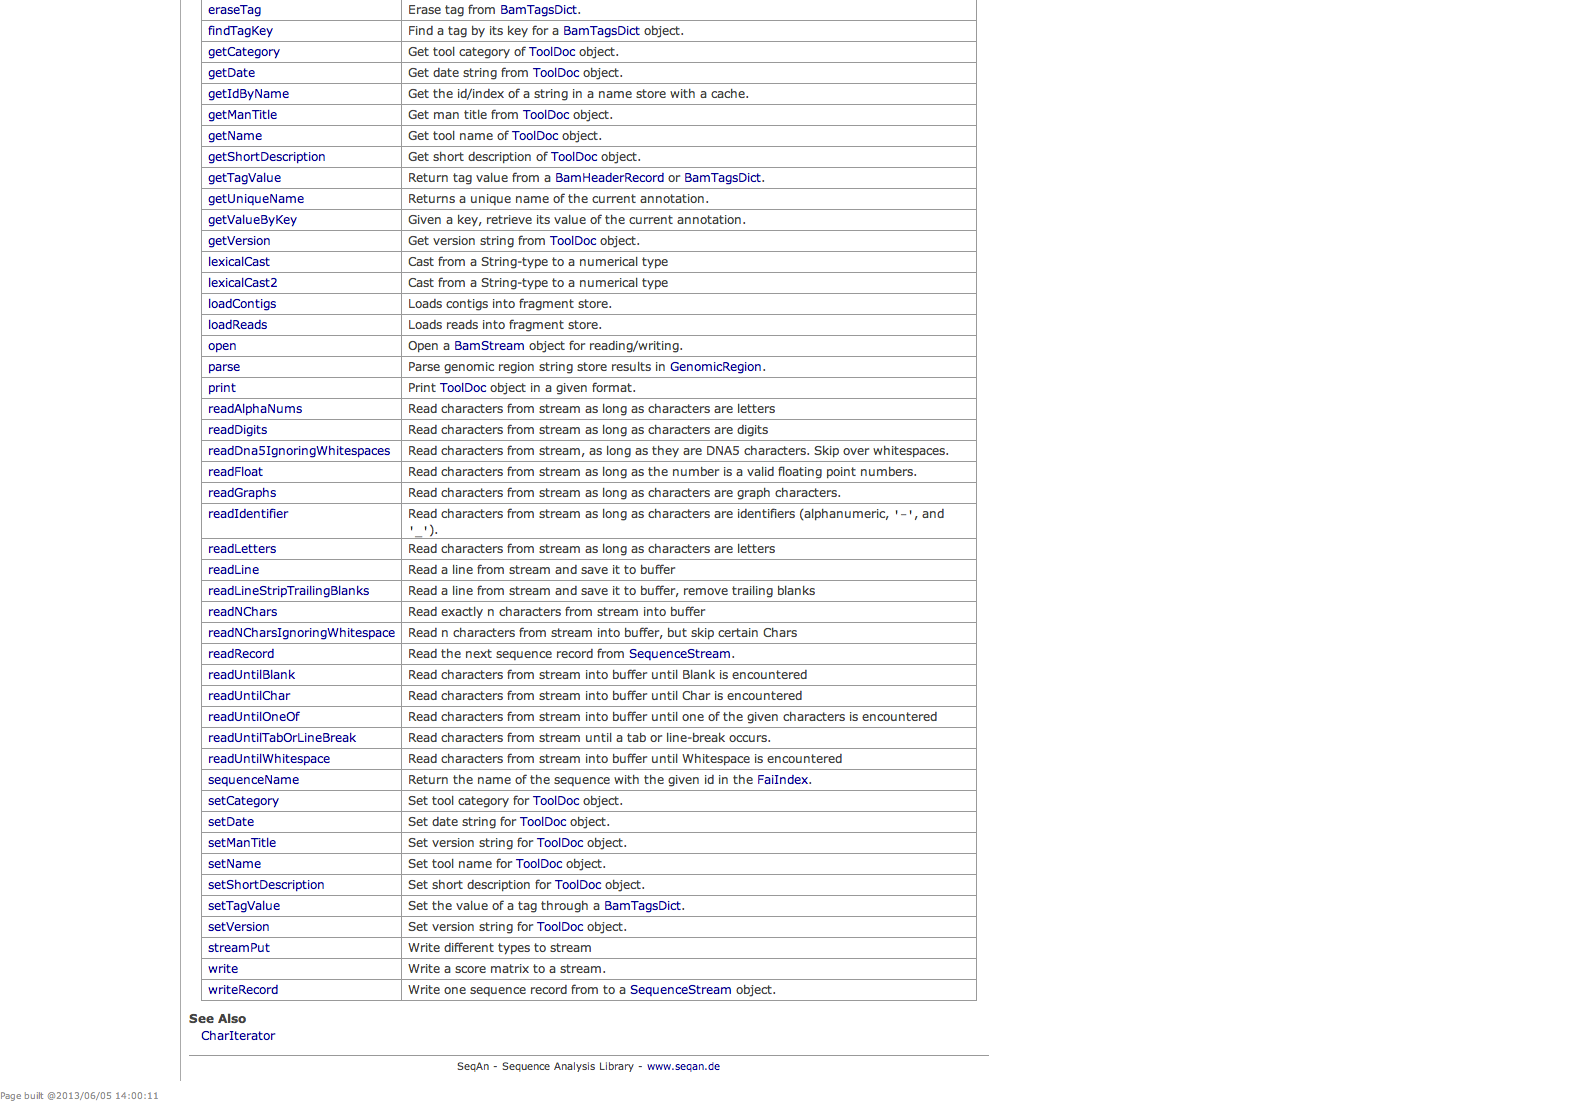 eraseTag Erase tag from BamTagsDict.
findTagKey Find a tag by its key for a BamTagsDict object.
getCategory Get tool category of ToolDoc object.
getDate Get date string from ToolDoc object.
getIdByName Get the id/index of a string in a name store with a cache.
getManTitle Get man title from ToolDoc object.
getName Get tool name of ToolDoc object.
getShortDescription Get short description of ToolDoc object.
getTagValue Return tag value from a BamHeaderRecord or BamTagsDict.
getUniqueName Returns a unique name of the current annotation.
getValueByKey Given a key, retrieve its value of the current annotation.
getVersion Get version string from ToolDoc object.
lexicalCast Cast from a String-type to a numerical type
lexicalCast2 Cast from a String-type to a numerical type
loadContigs Loads contigs into fragment store.
loadReads Loads reads into fragment store.
open Open a BamStream object for reading/writing.
parse Parse genomic region string store results in GenomicRegion.
print Print ToolDoc object in a given format.
readAlphaNums Read characters from stream as long as characters are letters
readDigits Read characters from stream as long as characters are digits
readDna5IgnoringWhitespaces Read characters from stream, as long as they are DNA5 characters. Skip over whitespaces.
readFloat Read characters from stream as long as the number is a valid floating point numbers.
readGraphs Read characters from stream as long as characters are graph characters.
readIdentifier Read characters from stream as long as characters are identifiers (alphanumeric, '-', and
'_').
readLetters Read characters from stream as long as characters are letters
readLine Read a line from stream and save it to buffer
readLineStripTrailingBlanks Read a line from stream and save it to buffer, remove trailing blanks
readNChars Read exactly n characters from stream into buffer
readNCharsIgnoringWhitespace Read n characters from stream into buffer, but skip certain Chars
readRecord Read the next sequence record from SequenceStream.
readUntilBlank Read characters from stream into buffer until Blank is encountered
readUntilChar Read characters from stream into buffer until Char is encountered
readUntilOneOf Read characters from stream into buffer until one of the given characters is encountered
readUntilTabOrLineBreak Read characters from stream until a tab or line-break occurs.
readUntilWhitespace Read characters from stream into buffer until Whitespace is encountered
sequenceName Return the name of the sequence with the given id in the FaiIndex.
setCategory Set tool category for ToolDoc object.
setDate Set date string for ToolDoc object.
setManTitle Set version string for ToolDoc object.
setName Set tool name for ToolDoc object.
setShortDescription Set short description for ToolDoc object.
setTagValue Set the value of a tag through a BamTagsDict.
setVersion Set version string for ToolDoc object.
streamPut Write different types to stream
write Write a score matrix to a stream.
writeRecord Write one sequence record from to a SequenceStream object.
See Also
CharIterator
SeqAn - Sequence Analysis Library - www.seqan.de
Page built @2013/06/05 14:00:11